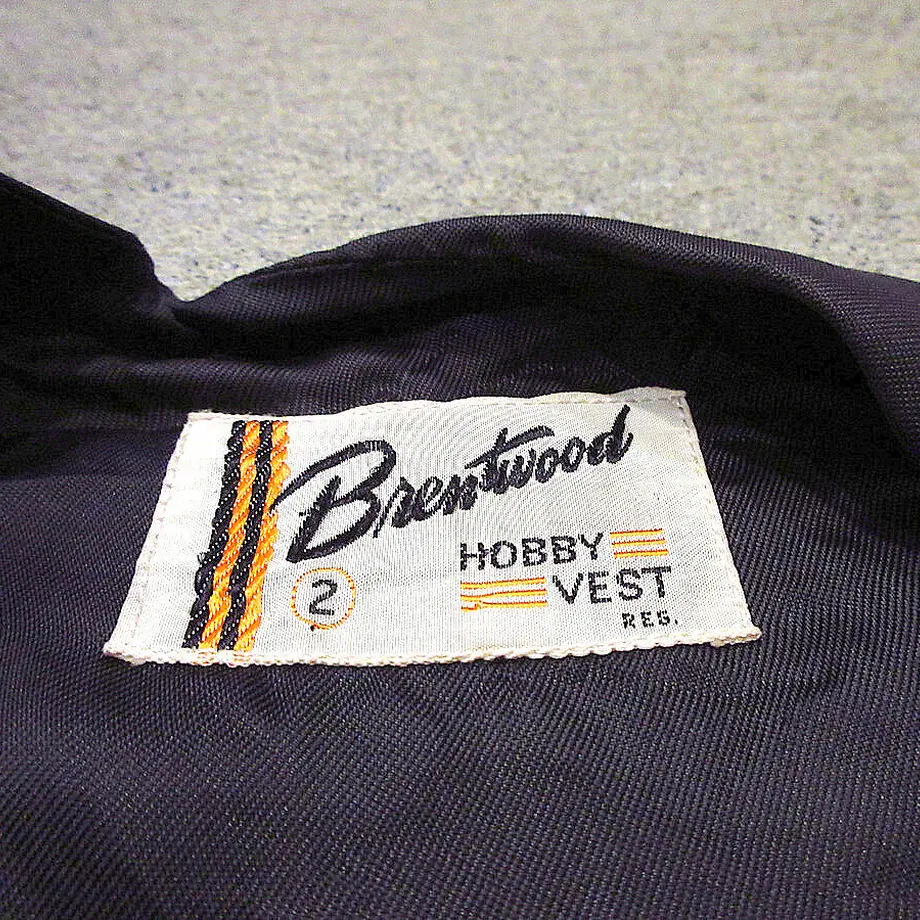 Brentwood
HOBBY
2 VEST
REG.